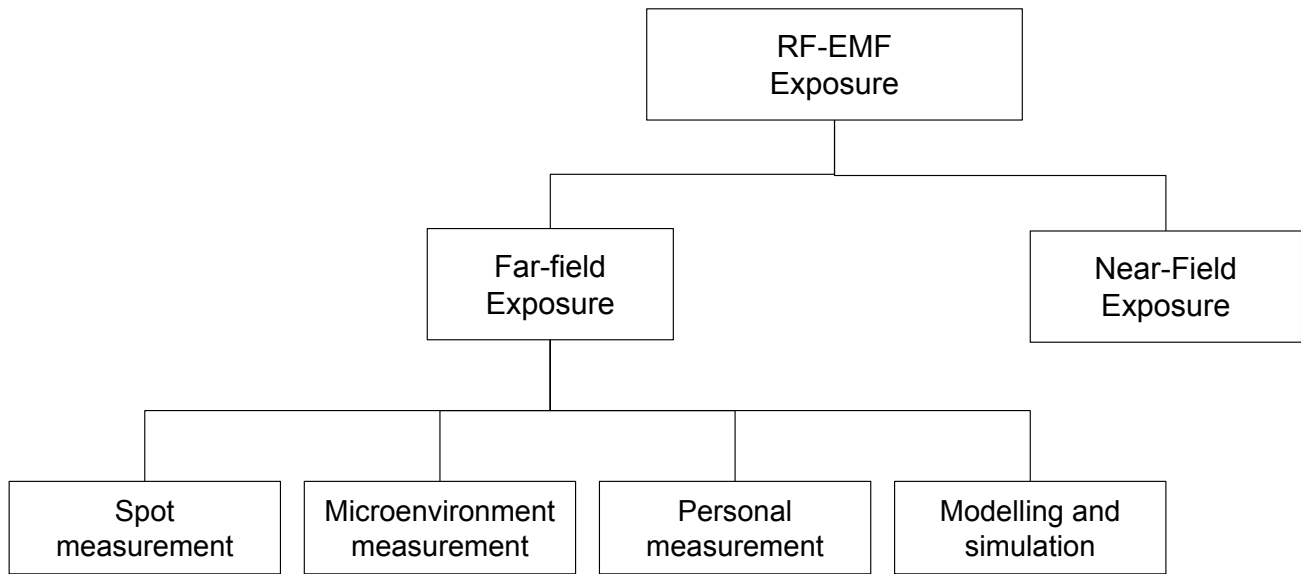 RF-EMF
Exposure
Far-field
Exposure
Near-Field
Exposure
Spot
measurement
Microenvironment
measurement
Personal
measurement
Modelling and
simulation